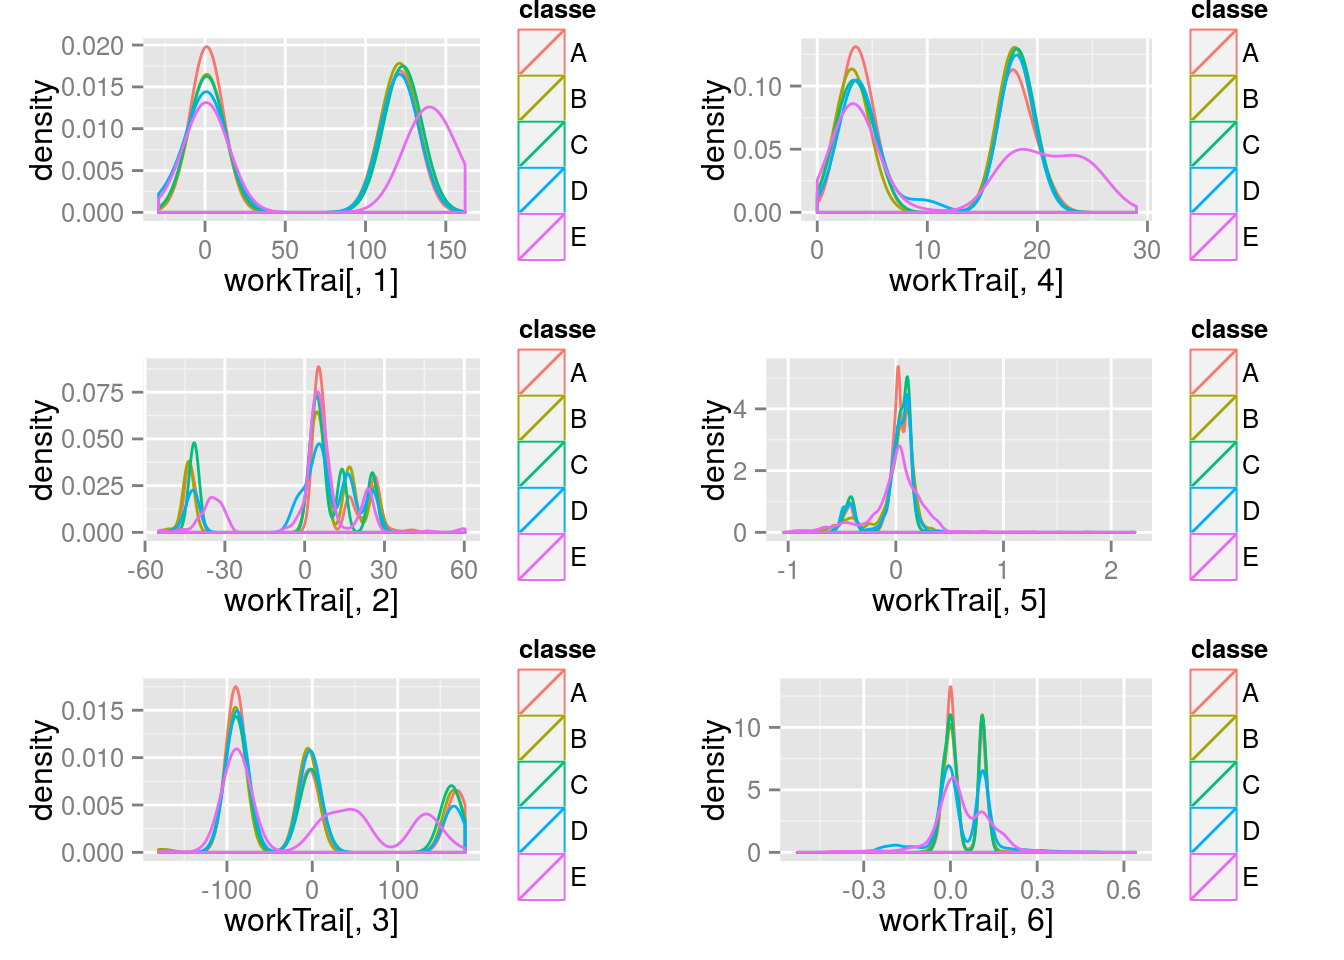 classe
A
B
C
D
E
density
0.020
0.015
0.010
0.005
0.000
0 50 100 150
workTrai[, 1]
classe
A
B
C
D
E
density
0.10
0.05
0.00
0 10 20 30
workTrai[, 4]
classe
A
B
C
D
E
density
0.075
0.050
0.025
0.000
-60 -30 0 30 60
workTrai[, 2]
classe
A
B
C
D
E
density
4
2
0
-1 0 1 2
workTrai[, 5]
classe
A
B
C
D
E
density
0.015
0.010
0.005
0.000
-100 0 100
workTrai[, 3]
classe
A
B
C
D
E
density
10
5
0
-0.3 0.0 0.3 0.6
workTrai[, 6]